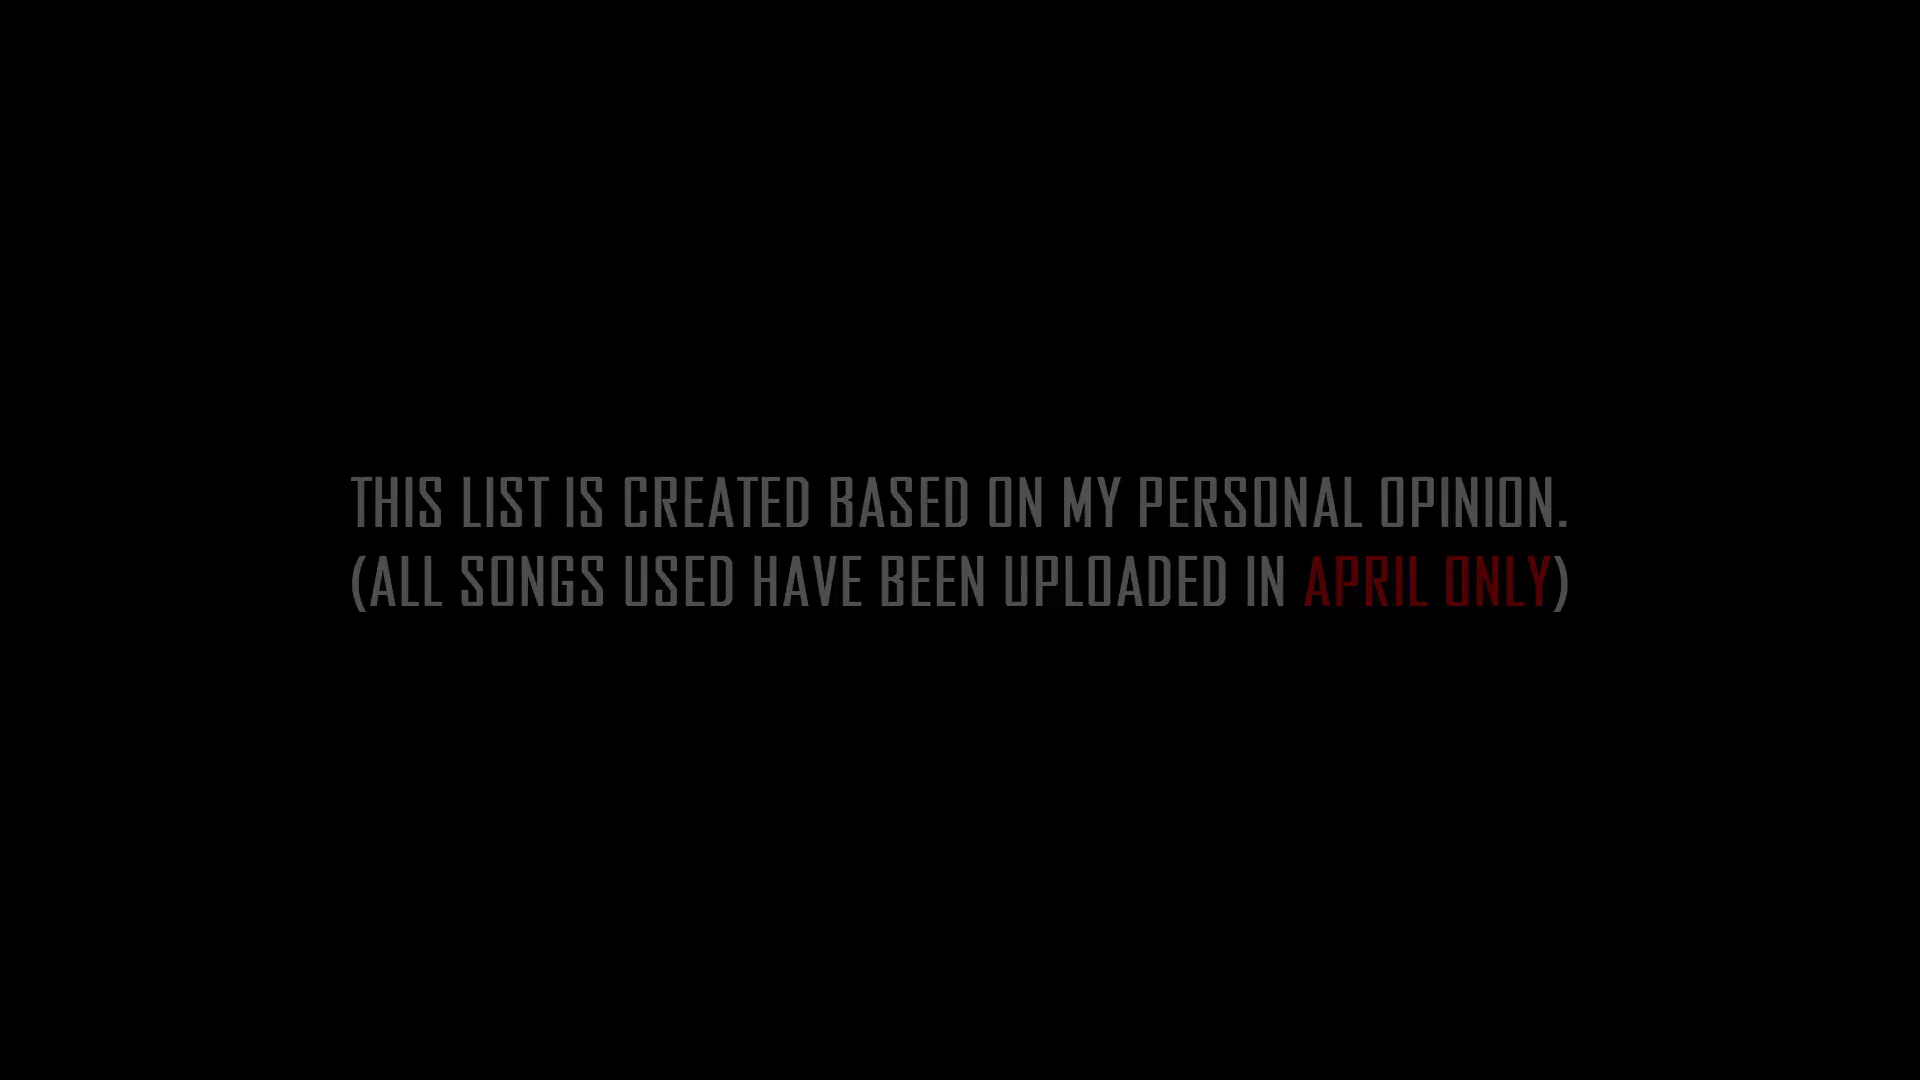 THIS LIST IS CREATED BASED ON MY PERSONAL OPINION.
(ALL SONGS USED HAVE BEEN UPLOADED IN APRIL ONLY)